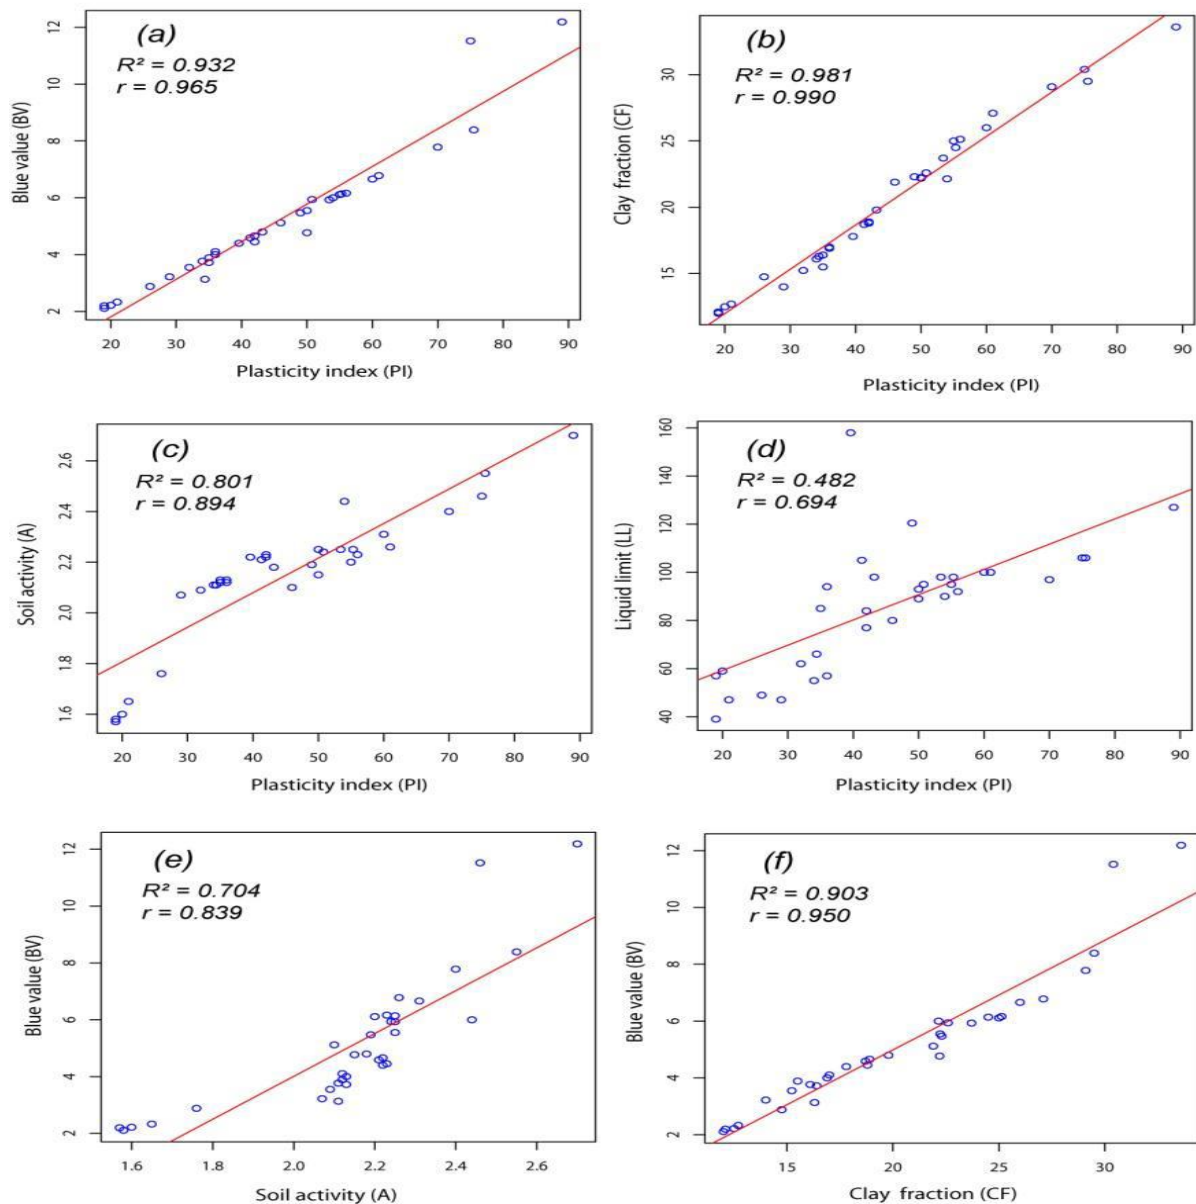 (a)
R² = 0.932
r = 0.965
Blue value (BV)
2 4 6 8 10 12
20 30 40 50 60 70 80 90
Plasticity index (PI)
(b)
R² = 0.981
r = 0.990
Clay fraction (CF)
15 20 25 30
20 30 40 50 60 70 80 90
Plasticity index (PI)
(c)
R² = 0.801
r = 0.894
Soil activity (A)
1.6 1.8 2.0 2.2 2.4 2.6
20 30 40 50 60 70 80 90
Plasticity index (PI)
(d)
R² = 0.482
r = 0.694
Liquid limit (LL)
40 60 80 100 120 140 160
20 30 40 50 60 70 80 90
Plasticity index (PI)
(e)
R² = 0.704
r = 0.839
Blue value (BV)
2 4 6 8 10 12
1.6 1.8 2.0 2.2 2.4 2.6
Soil activity (A)
(f)
R² = 0.903
r = 0.950
Blue value (BV)
2 4 6 8 10 12
15 20 25 30
Clay fraction (CF)